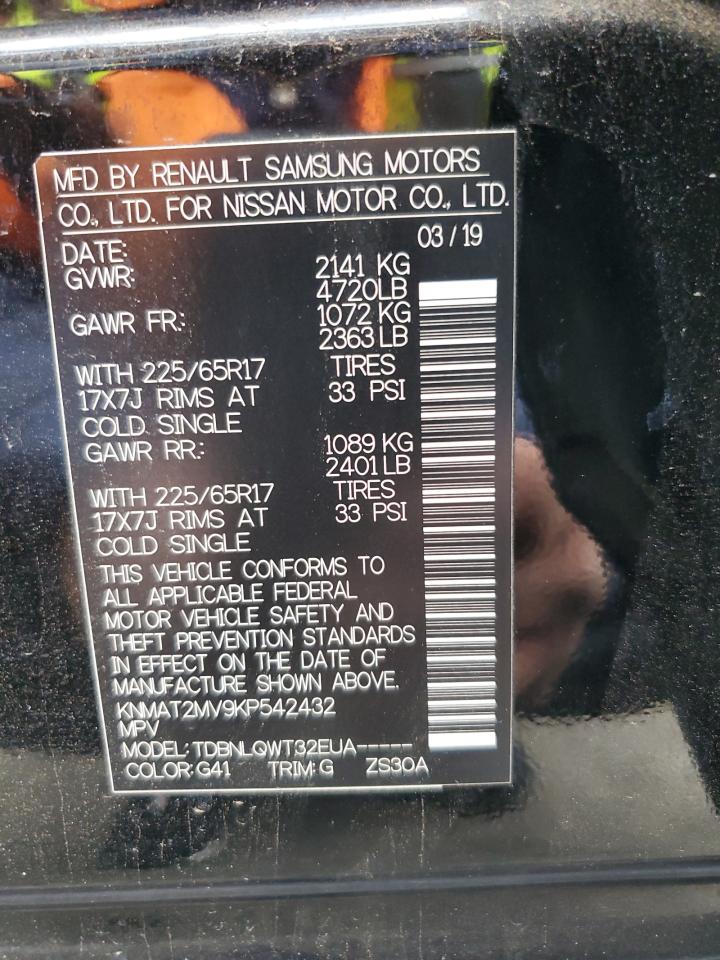 MFD BY RENAULT SAMSUNG MOTORS
CO., LTD. FOR NISSAN MOTOR CO., LTD.
DATE: 03 / 19
GVWR: 2141 KG
4720LB
GAWR FR.: 1072 KG
2363 LB
WITH 225/65R17 TIRES
17X7J RIMS AT 33 PSI
COLD SINGLE
GAWR RR.: 1089 KG
2401 LB
WITH 225/65R17 TIRES
17X7J RIMS AT 33 PSI
COLD SINGLE
THIS VEHICLE CONFORMS TO
ALL APPLICABLE FEDERAL
MOTOR VEHICLE SAFETY AND
THEFT PREVENTION STANDARDS
IN EFFECT ON THE DATE OF
MANUFACTURE SHOWN ABOVE.
KNMAT2MV9KP542432
MPV
MODEL: TDBNLQWT32EUA-----
COLOR: G41 TRIM: G ZS30A